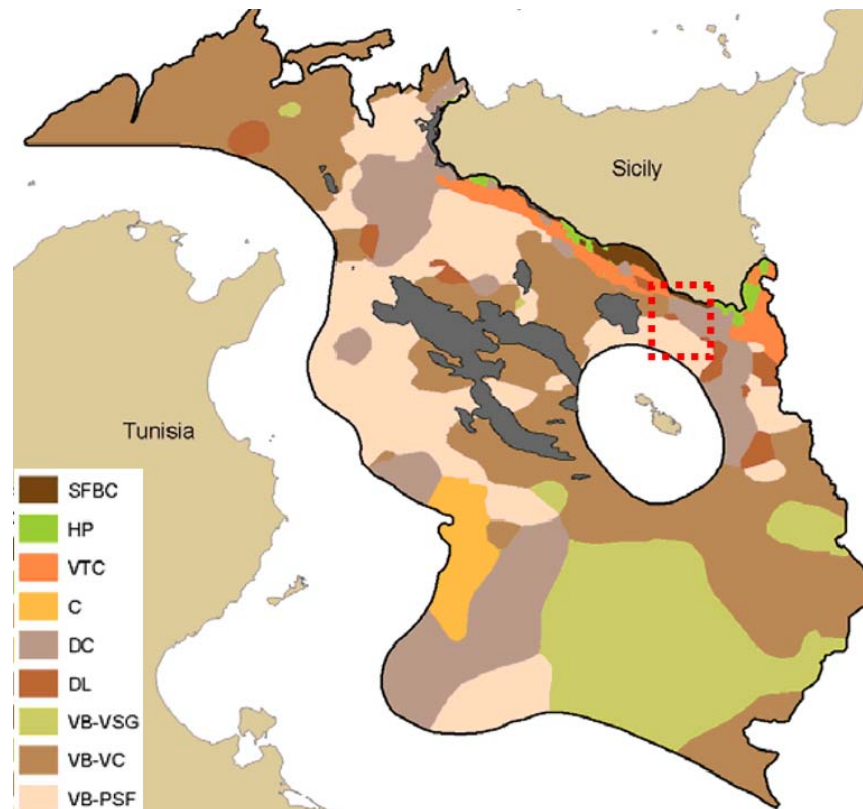 Sicily
Tunisia
SFBC
HP
VTC
C
DC
DL
VB-VSG
VB-VC
VB-PSF